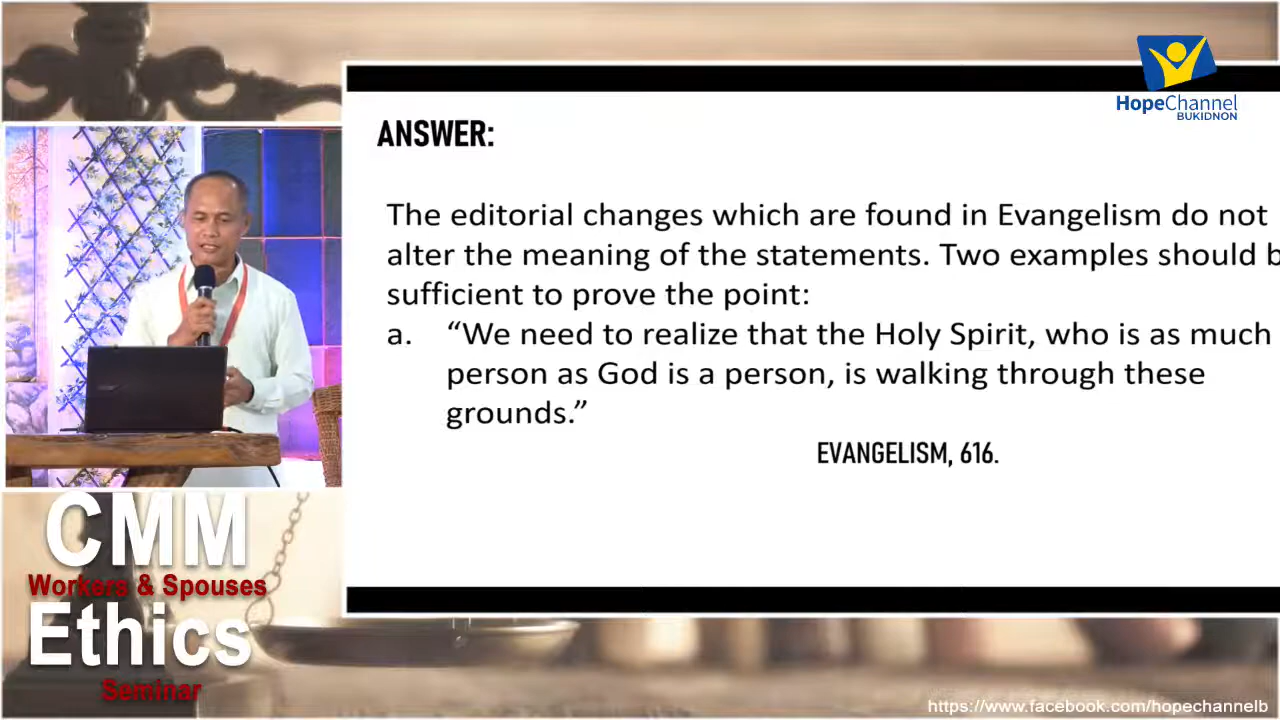 HopeChannel
BUKIDNON
ANSWER:
The editorial changes which are found in Evangelism do not
alter the meaning of the statements. Two examples should b
sufficient to prove the point:
a. “We need to realize that the Holy Spirit, who is as much
person as God is a person, is walking through these
grounds.”
EVANGELISM, 616.
CMM
Workers & Spouses
Ethics
Seminar
https://www.facebook.com/hopechannelb